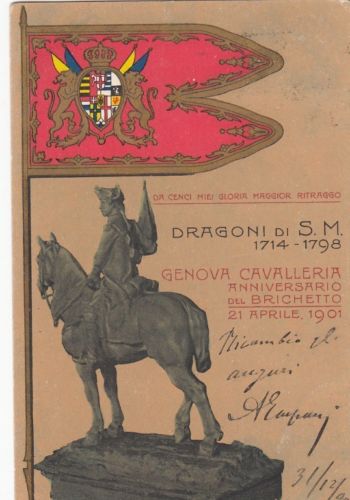 DA CENCI MIEI GLORIA MAGGIOR RITRAGGO
DRAGONI DI S. M.
1714-1798
GENOVA CAVALLERIA
ANNIVERSARIO
DEL BRICHETTO
21 APRILE, 1901
Ricambio gli
auguri
31/12/